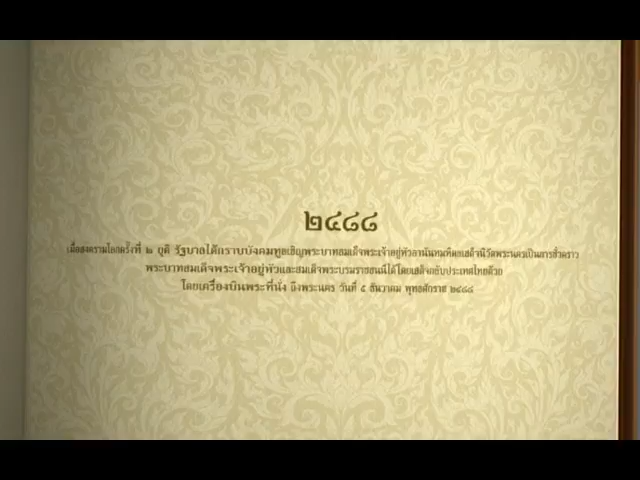 ๒๔๘๘
เมื่อสงครามโลกครั้งที่ ๒ ยุติ รัฐบาลได้กราบบังคมทูลเชิญพระบาทสมเด็จพระเจ้าอยู่หัวอานันทมหิดลเสด็จนิวัตพระนครเป็นการชั่วคราว
พระบาทสมเด็จพระเจ้าอยู่หัวและสมเด็จพระบรมราชชนนีได้โดยเสด็จกลับประเทศไทยด้วย
โดยเครื่องบินพระที่นั่ง ถึงพระนคร วันที่ ๕ ธันวาคม พุทธศักราช ๒๔๘๘